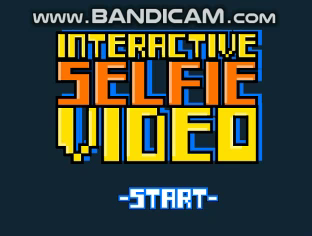 www.BANDICAM.com
INTERACTIVE
SELFIE
VIDEO
-START-